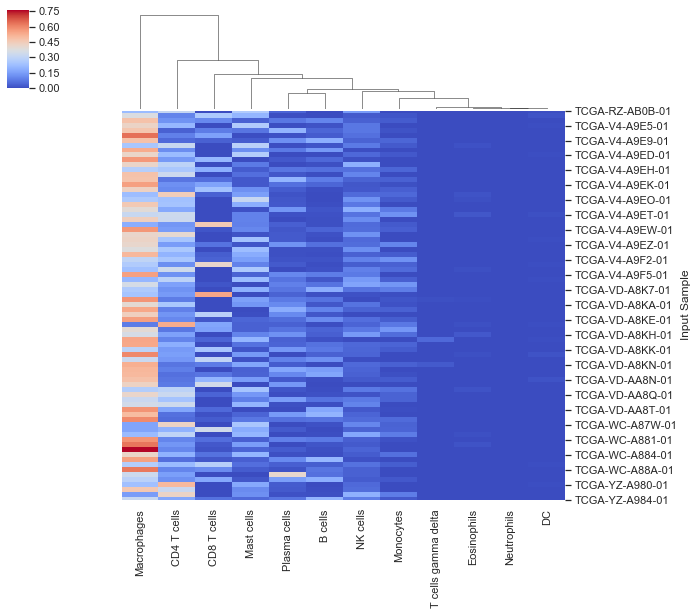 0.75
0.60
0.45
0.30
0.15
0.00
TCGA-RZ-AB0B-01
TCGA-V4-A9E5-01
TCGA-V4-A9E9-01
TCGA-V4-A9ED-01
TCGA-V4-A9EH-01
TCGA-V4-A9EK-01
TCGA-V4-A9EO-01
TCGA-V4-A9ET-01
TCGA-V4-A9EW-01
TCGA-V4-A9EZ-01
TCGA-V4-A9F2-01
TCGA-V4-A9F5-01
TCGA-VD-A8K7-01
TCGA-VD-A8KA-01
TCGA-VD-A8KE-01
TCGA-VD-A8KH-01
TCGA-VD-A8KK-01
TCGA-VD-A8KN-01
TCGA-VD-AA8N-01
TCGA-VD-AA8Q-01
TCGA-VD-AA8T-01
TCGA-WC-A87W-01
TCGA-WC-A881-01
TCGA-WC-A884-01
TCGA-WC-A88A-01
TCGA-YZ-A980-01
TCGA-YZ-A984-01
Input Sample
Macrophages
CD4 T cells
CD8 T cells
Mast cells
Plasma cells
B cells
NK cells
Monocytes
T cells gamma delta
Eosinophils
Neutrophils
DC